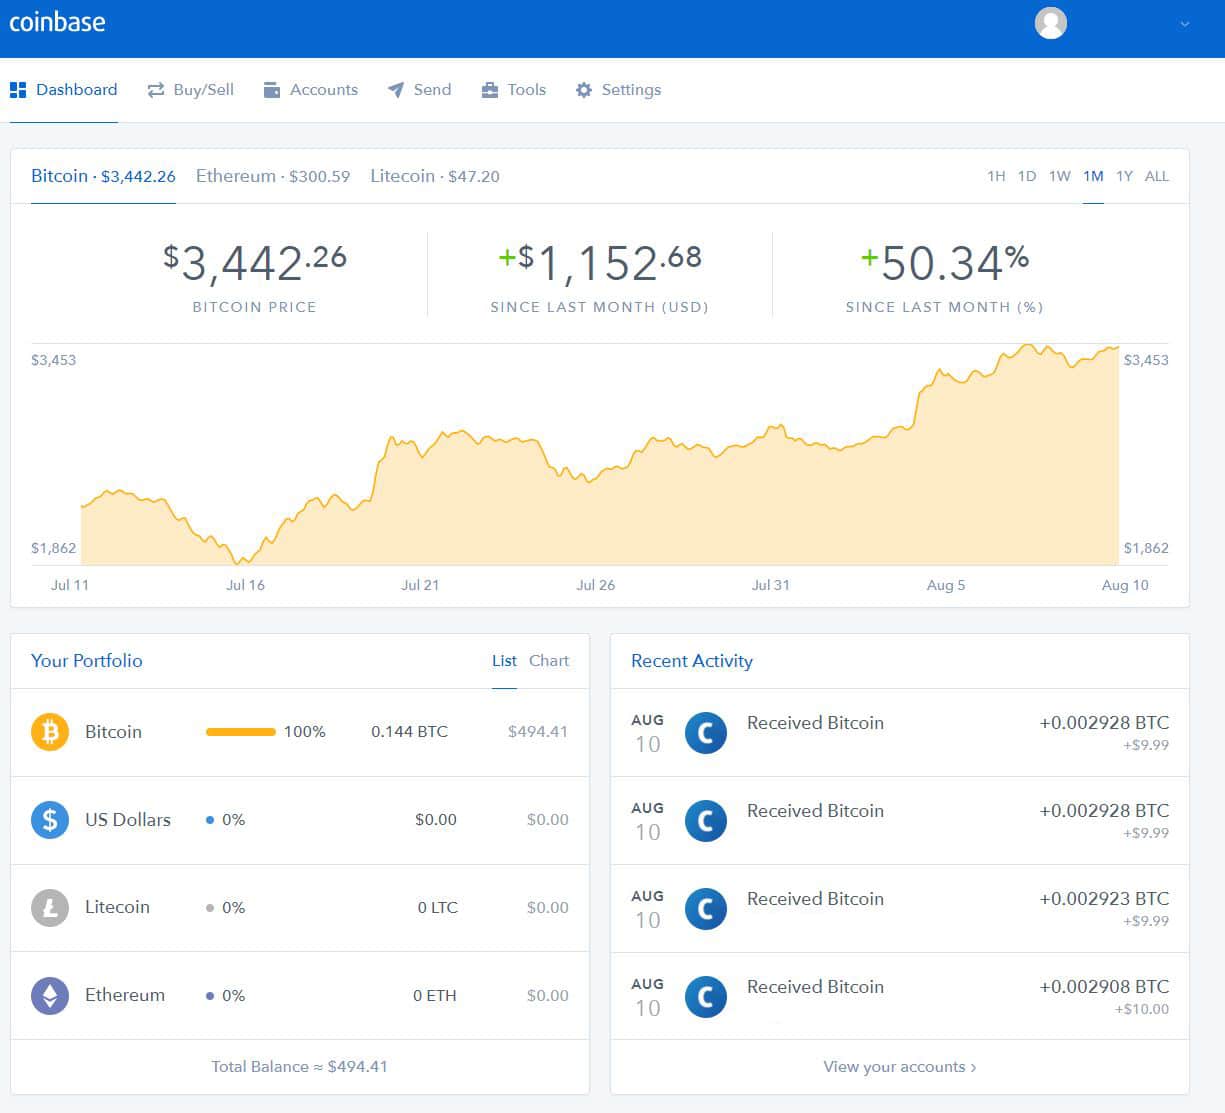 coinbase
Dashboard Buy/Sell Accounts Send Tools Settings
Bitcoin · $3,442.26 Ethereum · $300.59 Litecoin · $47.20 1H 1D 1W 1M 1Y ALL
$3,442.26 +$1,152.68 +50.34%
BITCOIN PRICE SINCE LAST MONTH (USD) SINCE LAST MONTH (%)
$3,453 $3,453
$1,862 $1,862
Jul 11 Jul 16 Jul 21 Jul 26 Jul 31 Aug 5 Aug 10
Your Portfolio List Chart
Bitcoin 100% 0.144 BTC $494.41
US Dollars 0% $0.00 $0.00
Litecoin 0% 0 LTC $0.00
Ethereum 0% 0 ETH $0.00
Total Balance ≈ $494.41
Recent Activity
AUG 10 C Received Bitcoin +0.002928 BTC
+$9.99
AUG 10 C Received Bitcoin +0.002928 BTC
+$9.99
AUG 10 C Received Bitcoin +0.002923 BTC
+$9.99
AUG 10 C Received Bitcoin +0.002908 BTC
+$10.00
View your accounts ›